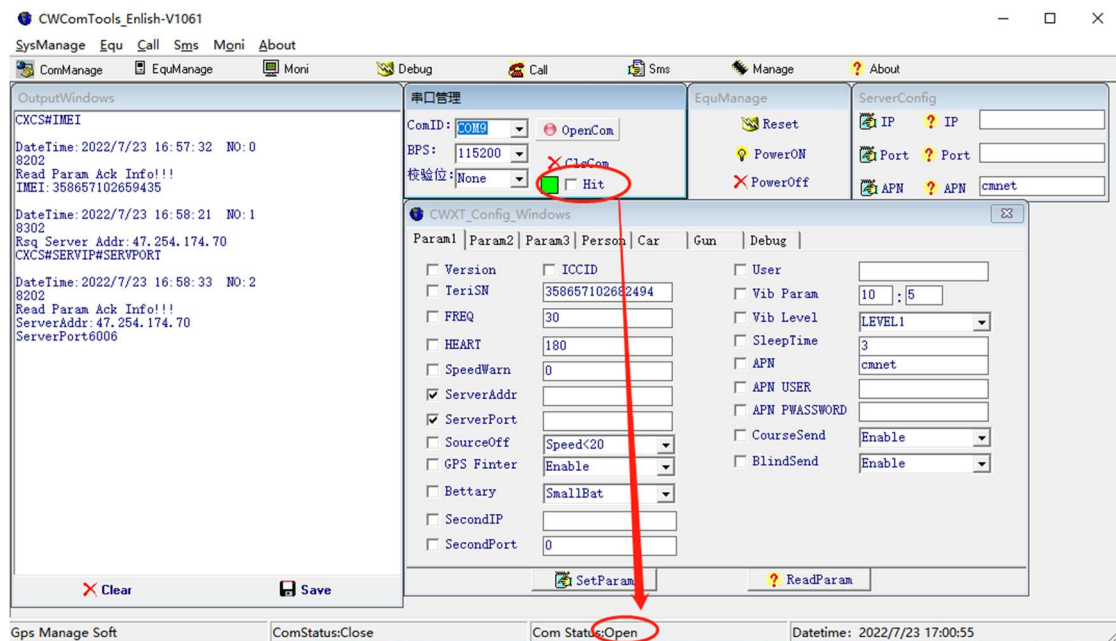 CWComTools_Enlish-V1061
SysManage Equ Call Sms Moni About
ComManage EquManage Moni Debug Call Sms Manage About
OutputWindows
CXCS#IMEI
DateTime:2022/7/23 16:57:32 NO:0
8202
Read Param Ack Info!!!
IMEI:358657102659435
DateTime:2022/7/23 16:58:21 NO:1
8302
Rsq Server Addr:47.254.174.70
CXCS#SERVIP#SERVPORT
DateTime:2022/7/23 16:58:33 NO:2
8202
Read Param Ack Info!!!
ServerAddr:47.254.174.70
ServerPort6006
Clear Save
串口管理
ComID: COM9 OpenCom
BPS: 115200 ClsCom
校验位: None Hit
EquManage
Reset
PowerON
PowerOff
ServerConfig
IP ? IP
Port ? Port
APN ? APN cmnet
CWXT_Config_Windows
Param1 Param2 Param3 Person Car Gun Debug
Version ICCID
TeriSN 358657102682494
FREQ 30
HEART 180
SpeedWarn 0
ServerAddr
ServerPort
SourceOff Speed<20
GPS Finter Enable
Bettary SmallBat
SecondIP
SecondPort 0
User
Vib Param 10 : 5
Vib Level LEVEL1
SleepTime 3
APN cmnet
APN USER
APN PWASSWORD
CourseSend Enable
BlindSend Enable
SetParam ? ReadParam
Gps Manage Soft ComStatus:Close Com Status:Open Datetime: 2022/7/23 17:00:55